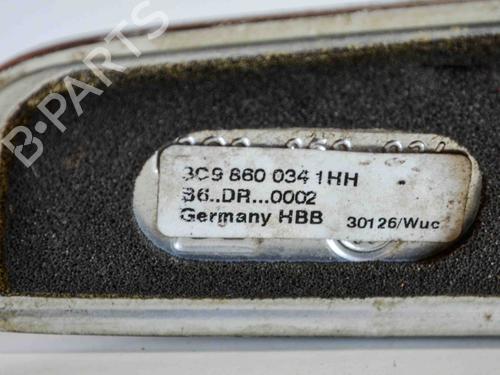 B-PARTS
3C9 860 034 1HH
B6..DR...0002
Germany HBB 30126/Wuc